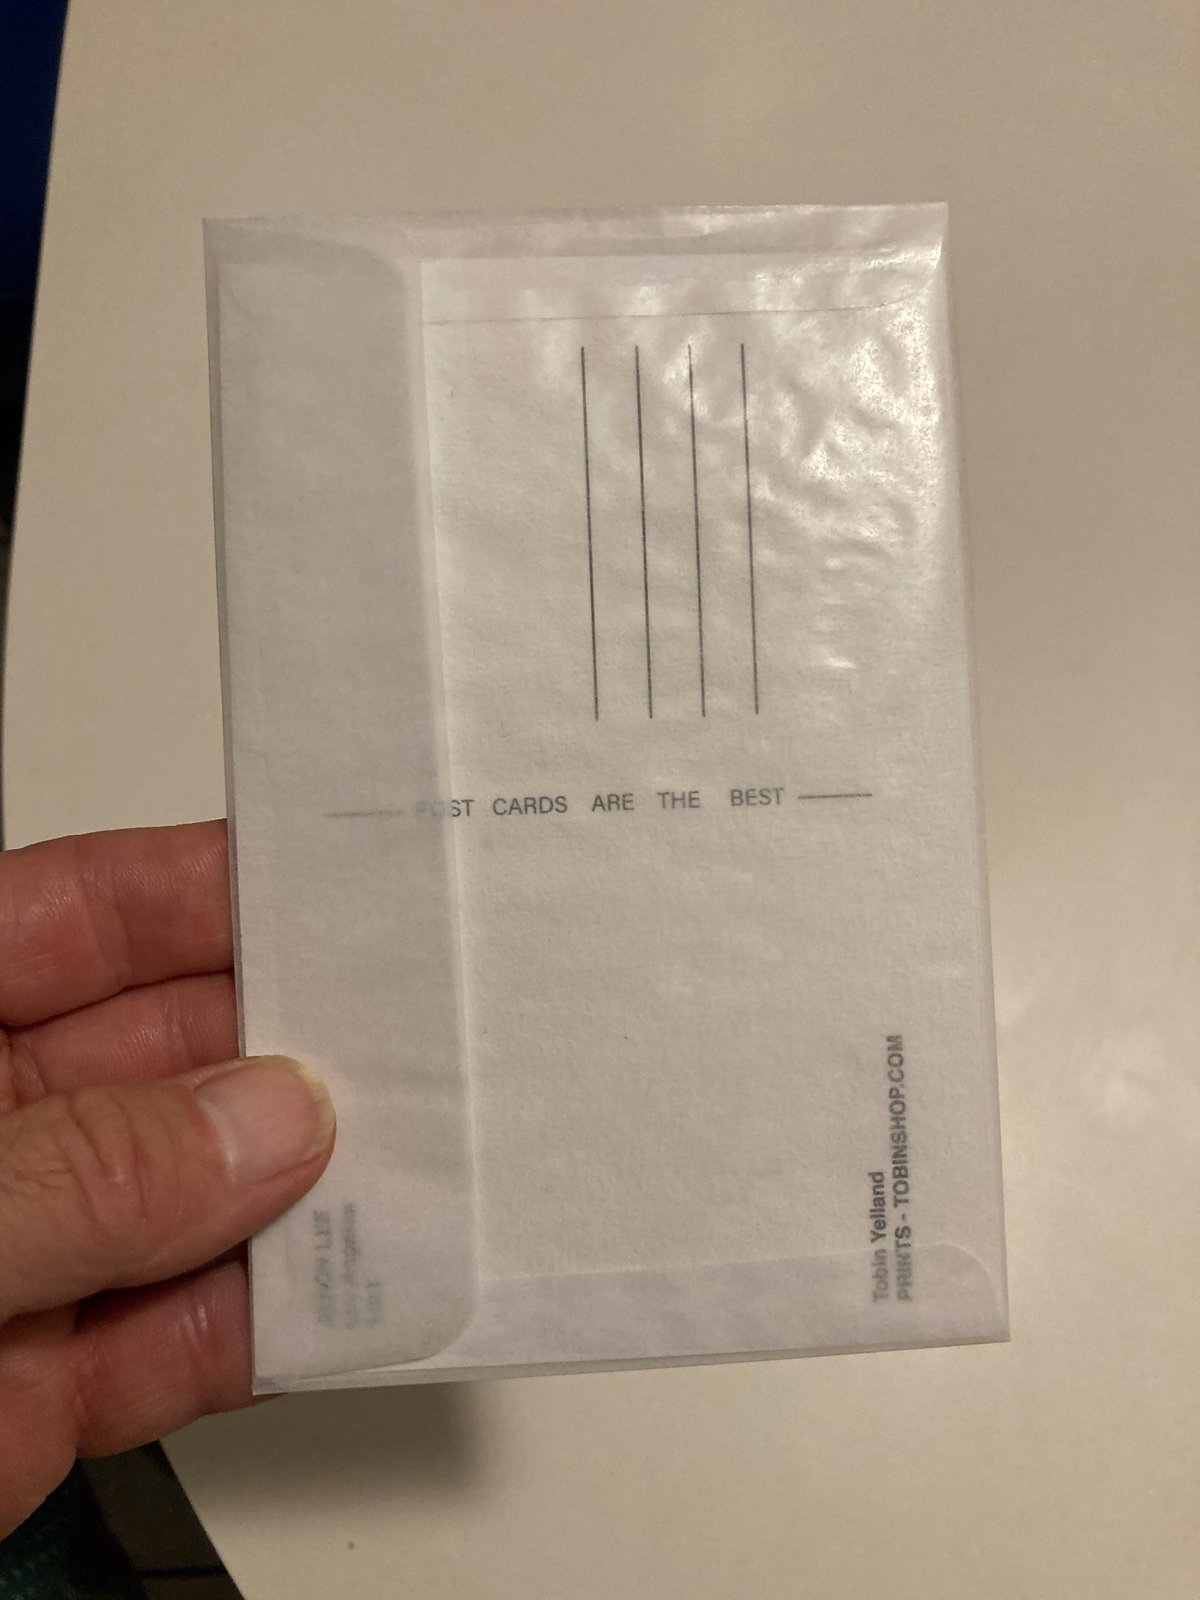 POST CARDS ARE THE BEST
Tobin Yelland
PRINTS - TOBINSHOP.COM